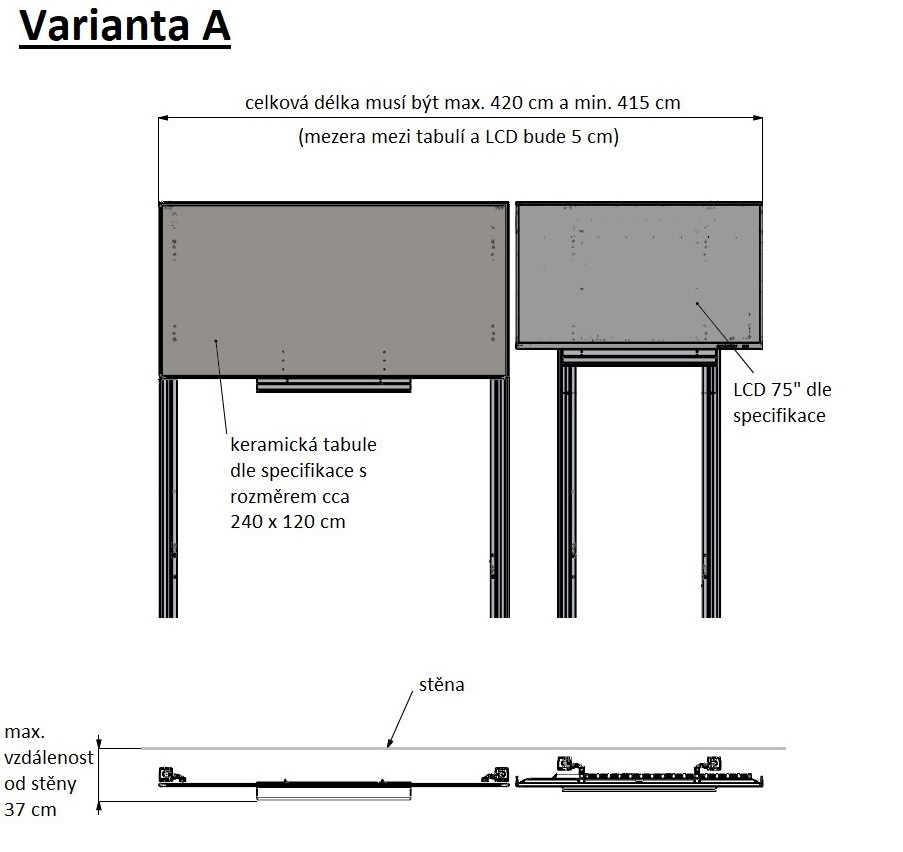 Varianta A
celková délka musí být max. 420 cm a min. 415 cm
(mezera mezi tabulí a LCD bude 5 cm)
LCD 75" dle
specifikace
keramická tabule
dle specifikace s
rozměrem cca
240 x 120 cm
stěna
max.
vzdálenost
od stěny
37 cm